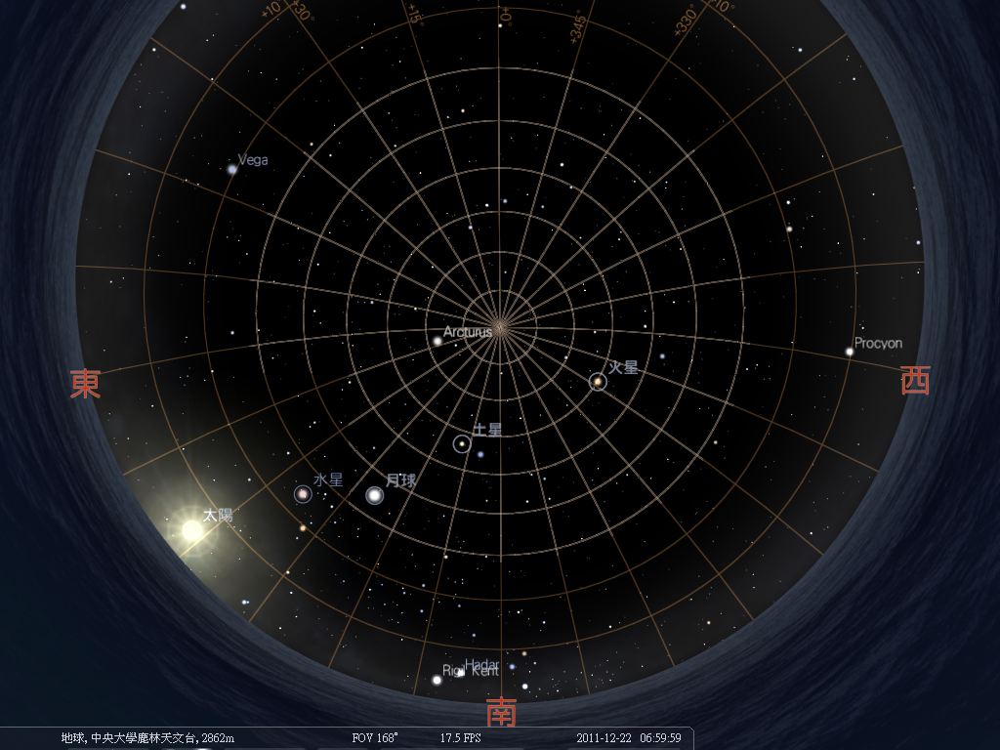 +10°
+30°
+15°
+0°
+345°
+330°
+10°
Vega
Arcturus
Procyon
火星
東
西
土星
水星
月球
太陽
Hadar
Rigil Kent
南
地球, 中央大學鹿林天文台, 2862m FOV 168° 17.5 FPS 2011-12-22 06:59:59